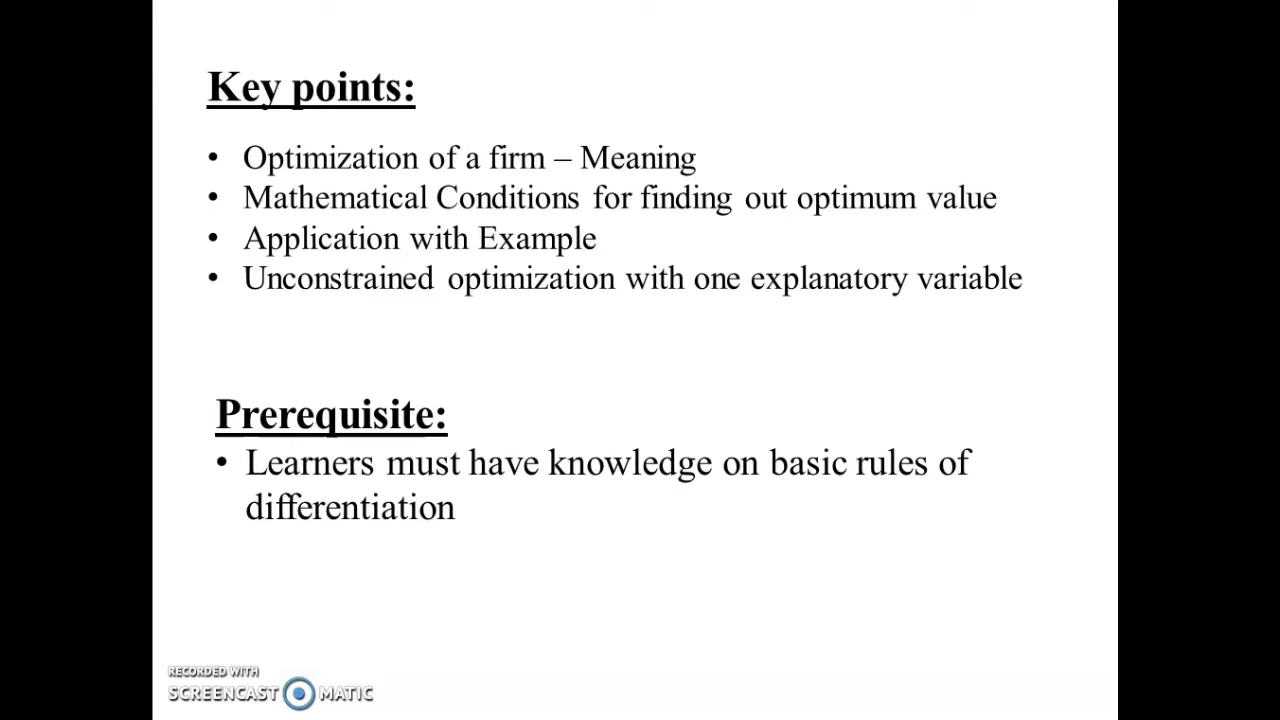 Key points:
• Optimization of a firm – Meaning
• Mathematical Conditions for finding out optimum value
• Application with Example
• Unconstrained optimization with one explanatory variable
Prerequisite:
• Learners must have knowledge on basic rules of
differentiation
RECORDED WITH
SCREENCAST MATIC